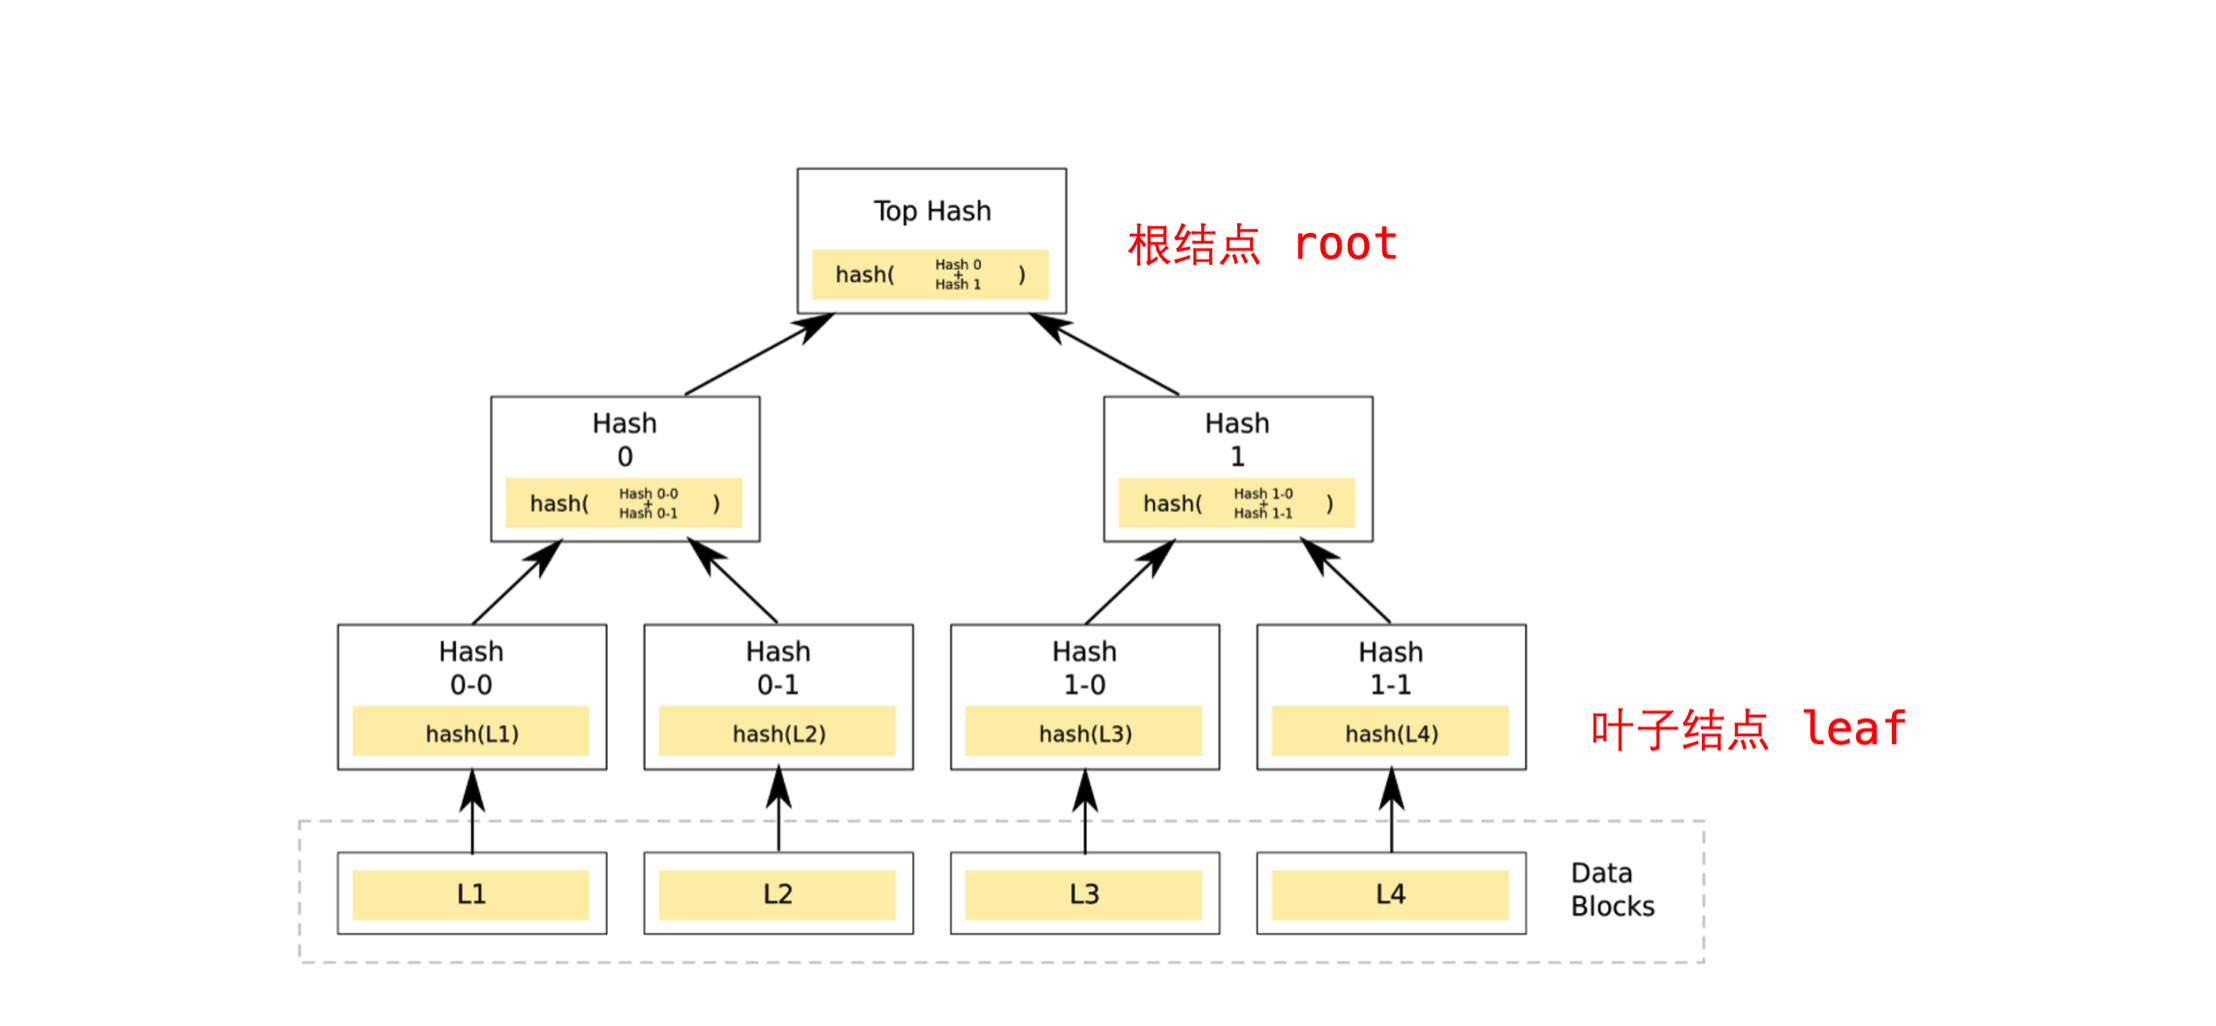 Top Hash
hash( Hash 0 + Hash 1 )
根结点 root
Hash
0
hash( Hash 0-0 + Hash 0-1 )
Hash
1
hash( Hash 1-0 + Hash 1-1 )
Hash
0-0
hash(L1)
Hash
0-1
hash(L2)
Hash
1-0
hash(L3)
Hash
1-1
hash(L4)
叶子结点 leaf
L1
L2
L3
L4
Data
Blocks